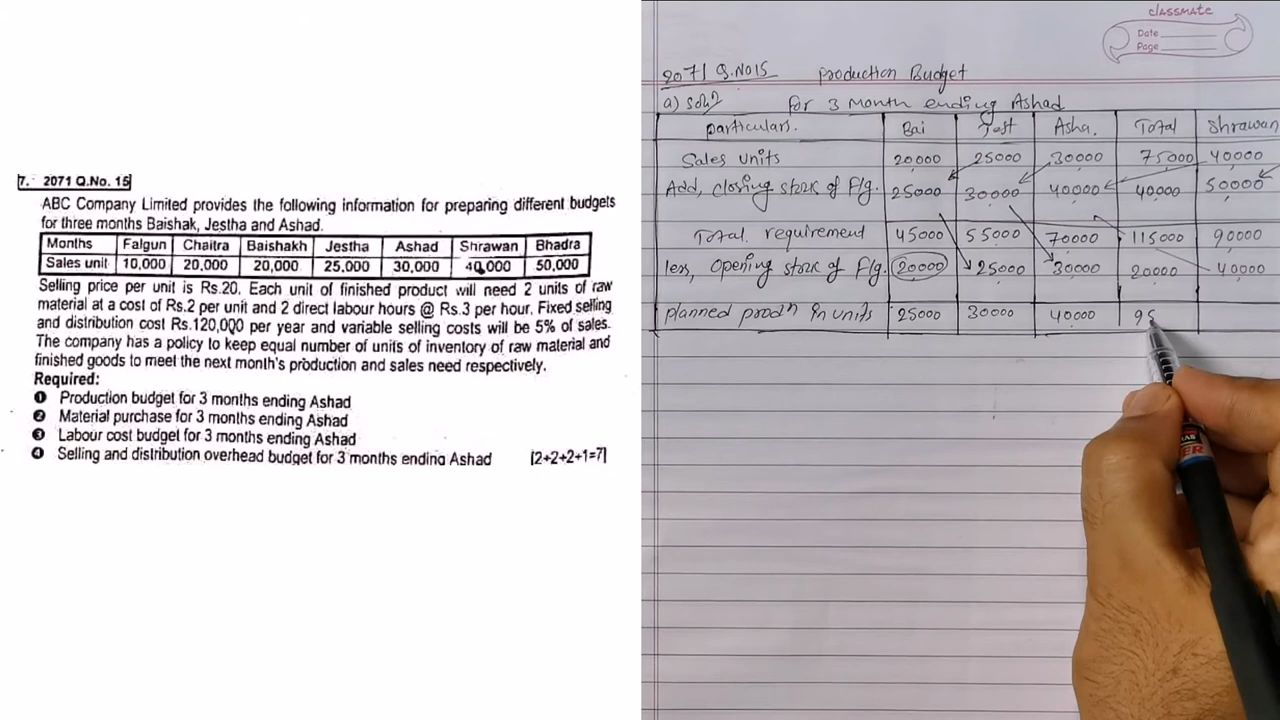 7. 2071 Q.No. 15
ABC Company Limited provides the following information for preparing different budgets
for three months Baishak, Jestha and Ashad.
Months Falgun Chaitra Baishakh Jestha Ashad Shrawan Bhadra
Sales unit 10,000 20,000 20,000 25,000 30,000 40,000 50,000
Selling price per unit is Rs.20. Each unit of finished product will need 2 units of raw
material at a cost of Rs.2 per unit and 2 direct labour hours @ Rs.3 per hour. Fixed selling
and distribution cost Rs.120,000 per year and variable selling costs will be 5% of sales.
The company has a policy to keep equal number of units of inventory of raw material and
finished goods to meet the next month's production and sales need respectively.
Required:
1 Production budget for 3 months ending Ashad
2 Material purchase for 3 months ending Ashad
3 Labour cost budget for 3 months ending Ashad
4 Selling and distribution overhead budget for 3 months ending Ashad [2+2+2+1=7]
classmate
Date
Page
2071 Q.No15 production Budget
a) Solⁿ for 3 Month ending Ashad
particulars. Bai Jest Asha. Total Shrawan
Sales units 20,000 25000 30000 75000 40000
Add, closing stock of F/g. 25000 30000 40000 40000 50000
Total requirement 45000 55000 70000 115000 90000
less, Opening stock of F/g. 20000 25000 30000 20000 40000
planned prodⁿ in units 25000 30000 40000 95